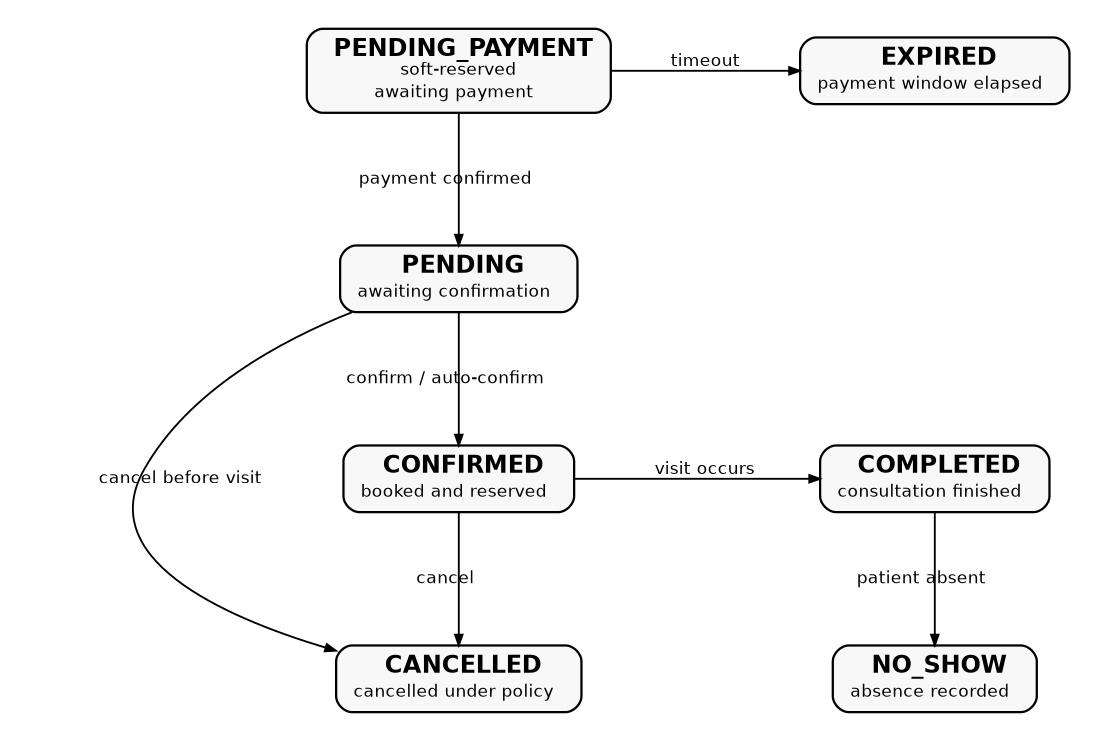 PENDING_PAYMENT
soft-reserved
awaiting payment
timeout
EXPIRED
payment window elapsed
payment confirmed
PENDING
awaiting confirmation
confirm / auto-confirm
cancel before visit
CONFIRMED
booked and reserved
visit occurs
COMPLETED
consultation finished
cancel
patient absent
CANCELLED
cancelled under policy
NO_SHOW
absence recorded